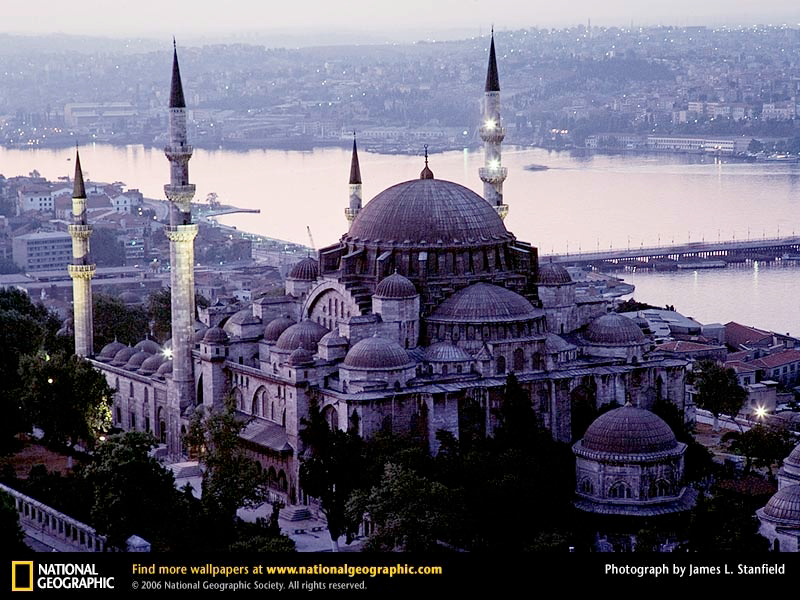 NATIONAL
GEOGRAPHIC
Find more wallpapers at www.nationalgeographic.com
© 2006 National Geographic Society. All rights reserved.
Photograph by James L. Stanfield